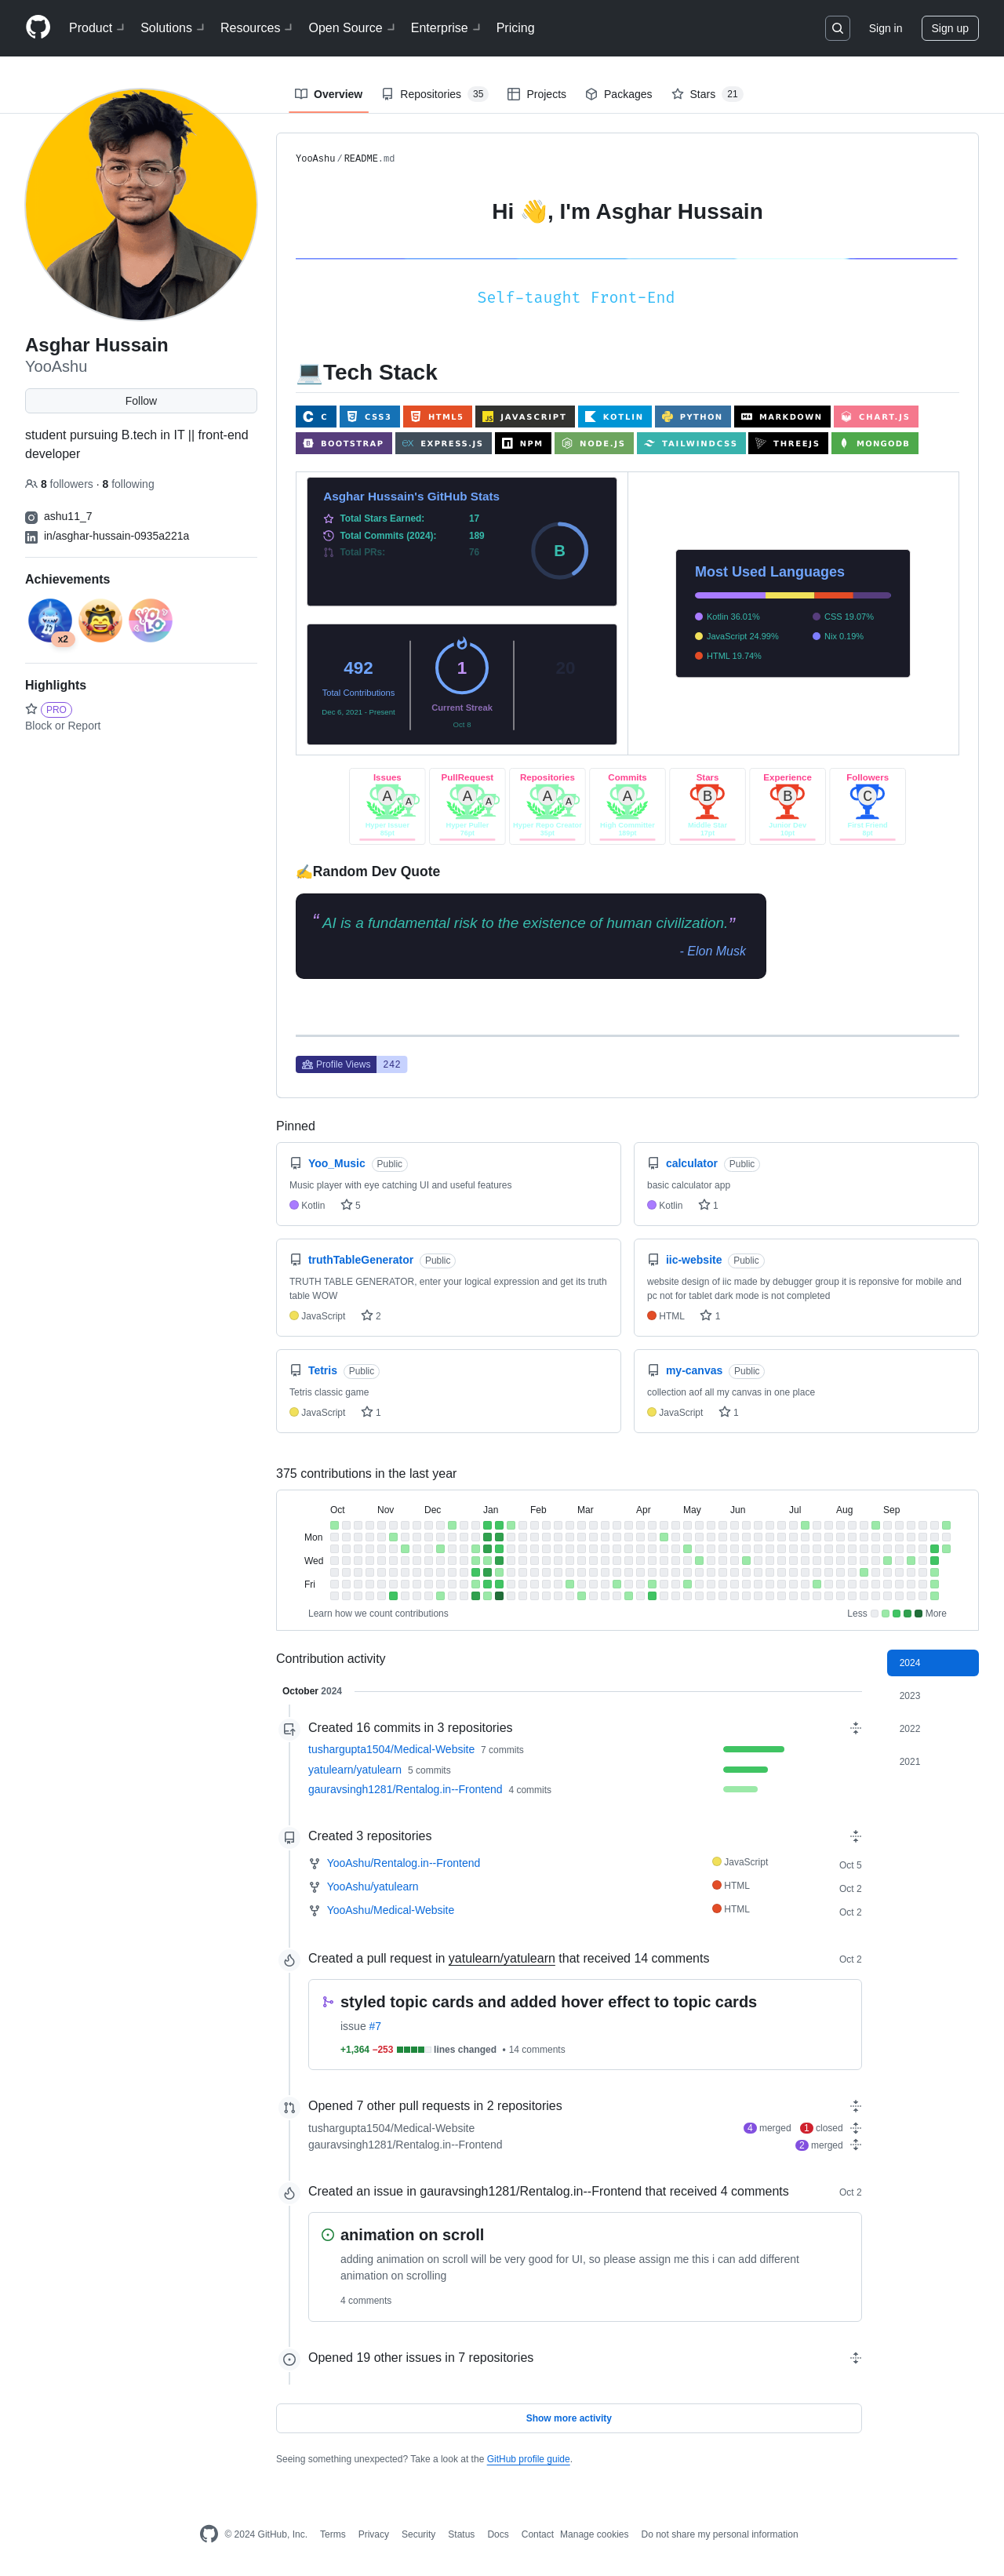 Product Solutions Resources Open Source Enterprise Pricing Sign in Sign up
Overview Repositories 35 Projects Packages Stars 21
YooAshu / README.md
Hi 👋, I'm Asghar Hussain
Self-taught Front-End
Asghar Hussain
YooAshu
Follow
student pursuing B.tech in IT || front-end
developer
8 followers · 8 following
ashu11_7
in/asghar-hussain-0935a221a
Achievements
x2
YOLO
Highlights
PRO
Block or Report
💻Tech Stack
C CSS3 HTML5 JAVASCRIPT KOTLIN PYTHON MARKDOWN CHART.JS
BOOTSTRAP EXPRESS.JS NPM NODE.JS TAILWINDCSS THREEJS MONGODB
Asghar Hussain's GitHub Stats
Total Stars Earned: 17
Total Commits (2024): 189
Total PRs: 76
B
492
Total Contributions
Dec 6, 2021 - Present
1
Current Streak
Oct 8
20
Most Used Languages
Kotlin 36.01% CSS 19.07%
JavaScript 24.99% Nix 0.19%
HTML 19.74%
Issues PullRequest Repositories Commits Stars Experience Followers
A A A A A A A B B C
✍️Random Dev Quote
“ AI is a fundamental risk to the existence of human civilization.”
- Elon Musk
Profile Views 242
Pinned
Yoo_Music Public
Music player with eye catching UI and useful features
Kotlin 5
calculator Public
basic calculator app
Kotlin 1
truthTableGenerator Public
TRUTH TABLE GENERATOR, enter your logical expression and get its truth
table WOW
JavaScript 2
iic-website Public
website design of iic made by debugger group it is reponsive for mobile and
pc not for tablet dark mode is not completed
HTML 1
Tetris Public
Tetris classic game
JavaScript 1
my-canvas Public
collection aof all my canvas in one place
JavaScript 1
375 contributions in the last year
Oct Nov Dec Jan Feb Mar Apr May Jun Jul Aug Sep
Mon
Wed
Fri
Learn how we count contributions Less More
Contribution activity
2024
2023
2022
2021
October 2024
Created 16 commits in 3 repositories
tushargupta1504/Medical-Website 7 commits
yatulearn/yatulearn 5 commits
gauravsingh1281/Rentalog.in--Frontend 4 commits
Created 3 repositories
YooAshu/Rentalog.in--Frontend JavaScript Oct 5
YooAshu/yatulearn HTML Oct 2
YooAshu/Medical-Website HTML Oct 2
Created a pull request in yatulearn/yatulearn that received 14 comments Oct 2
styled topic cards and added hover effect to topic cards
issue #7
+1,364 −253 lines changed • 14 comments
Opened 7 other pull requests in 2 repositories
tushargupta1504/Medical-Website 4 merged 1 closed
gauravsingh1281/Rentalog.in--Frontend 2 merged
Created an issue in gauravsingh1281/Rentalog.in--Frontend that received 4 comments Oct 2
animation on scroll
adding animation on scroll will be very good for UI, so please assign me this i can add different
animation on scrolling
4 comments
Opened 19 other issues in 7 repositories
Show more activity
Seeing something unexpected? Take a look at the GitHub profile guide.
© 2024 GitHub, Inc. Terms Privacy Security Status Docs Contact Manage cookies Do not share my personal information